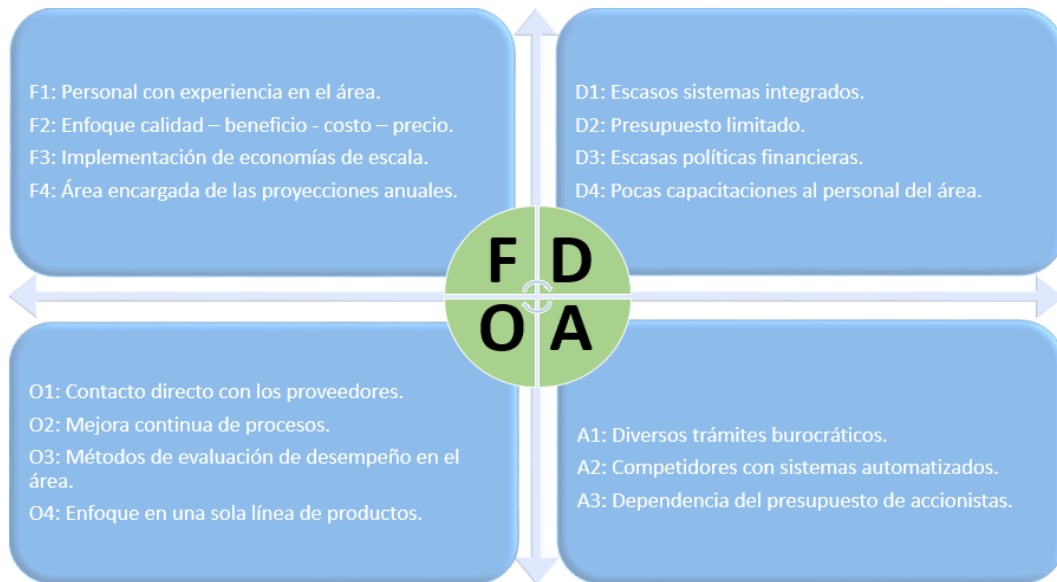 F1: Personal con experiencia en el área.
F2: Enfoque calidad – beneficio - costo – precio.
F3: Implementación de economías de escala.
F4: Área encargada de las proyecciones anuales.
D1: Escasos sistemas integrados.
D2: Presupuesto limitado.
D3: Escasas políticas financieras.
D4: Pocas capacitaciones al personal del área.
F D
O A
O1: Contacto directo con los proveedores.
O2: Mejora continua de procesos.
O3: Métodos de evaluación de desempeño en el
área.
O4: Enfoque en una sola línea de productos.
A1: Diversos trámites burocráticos.
A2: Competidores con sistemas automatizados.
A3: Dependencia del presupuesto de accionistas.